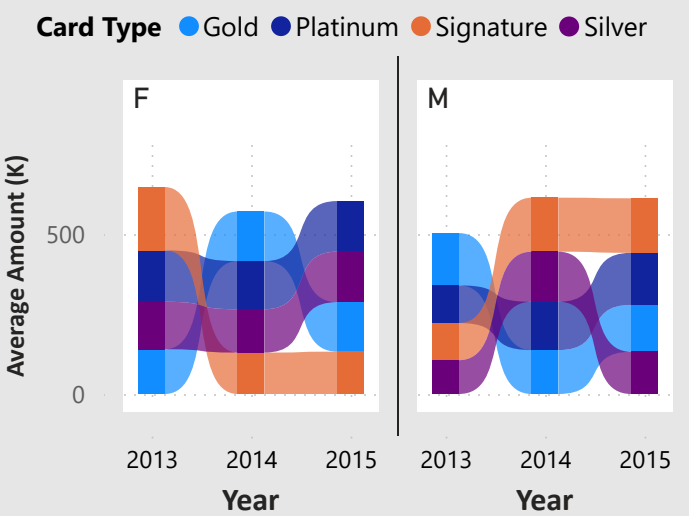 Card Type Gold Platinum Signature Silver
F
M
Average Amount (K)
500
0
2013 2014 2015
2013 2014 2015
Year
Year